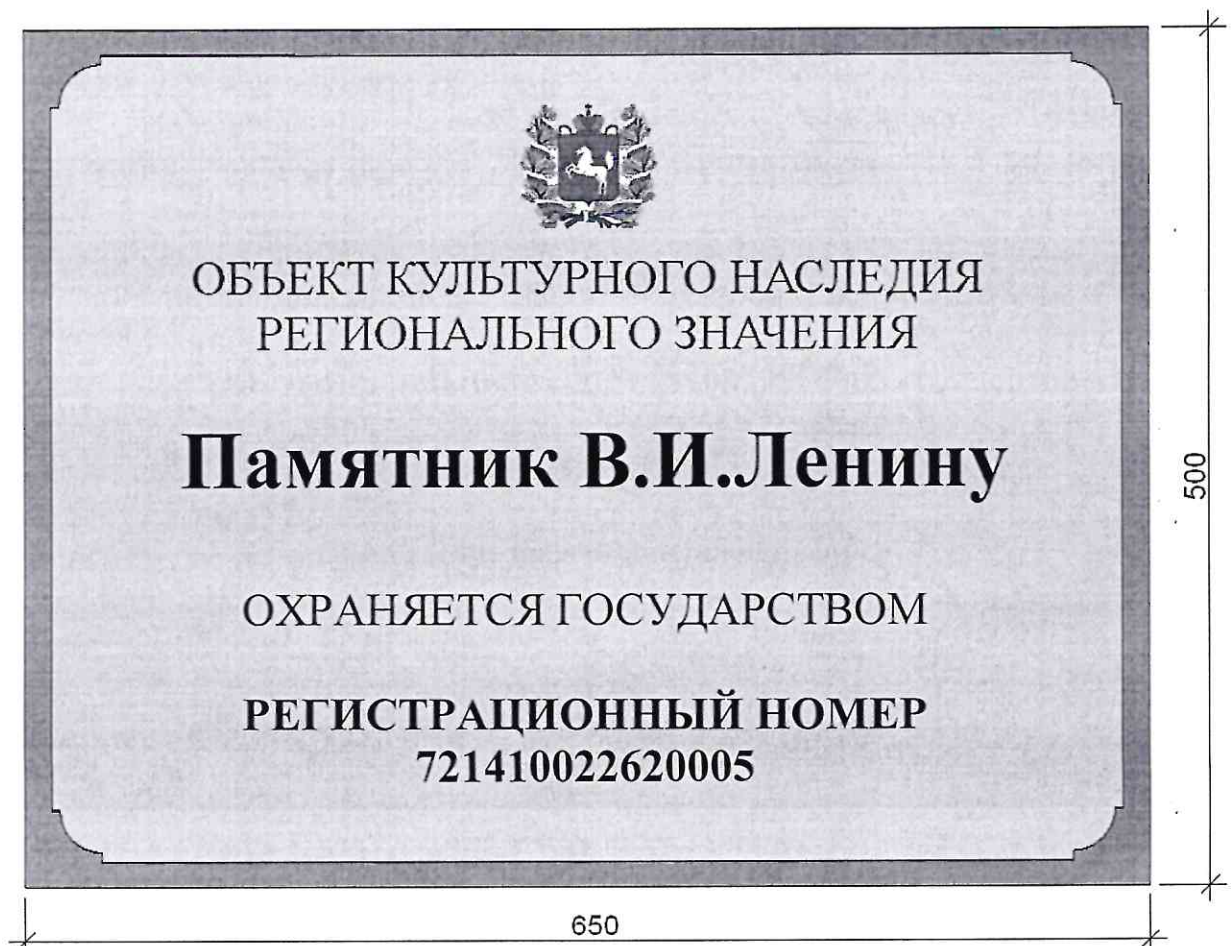 ОБЪЕКТ КУЛЬТУРНОГО НАСЛЕДИЯ
РЕГИОНАЛЬНОГО ЗНАЧЕНИЯ
Памятник В.И.Ленину
ОХРАНЯЕТСЯ ГОСУДАРСТВОМ
РЕГИСТРАЦИОННЫЙ НОМЕР
721410022620005
500
650